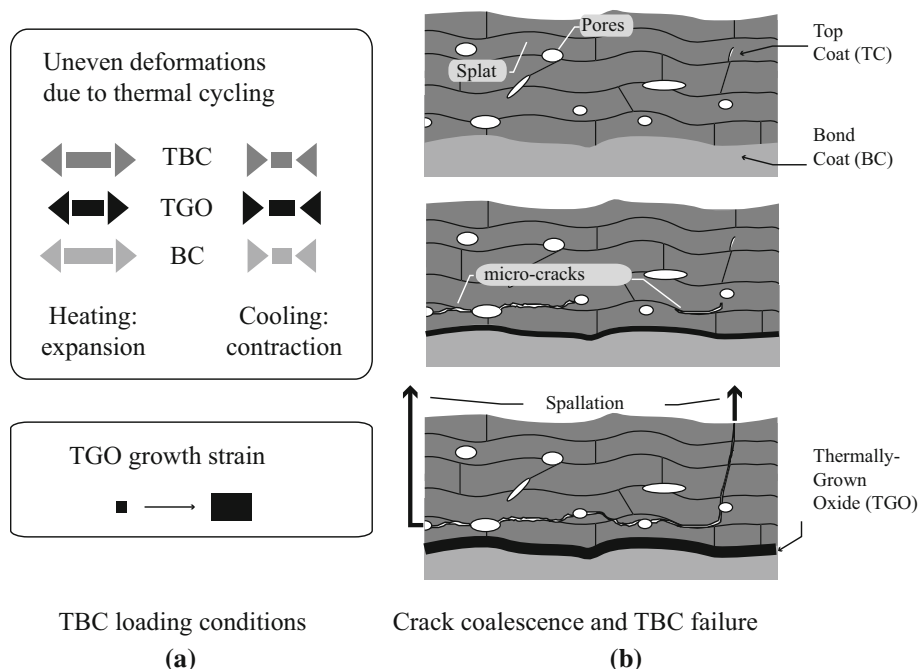 Uneven deformations
due to thermal cycling
TBC
TGO
BC
Heating:
expansion
Cooling:
contraction
TGO growth strain
TBC loading conditions
(a)
Pores
Splat
Top
Coat (TC)
Bond
Coat (BC)
micro-cracks
Spallation
Thermally-
Grown
Oxide (TGO)
Crack coalescence and TBC failure
(b)